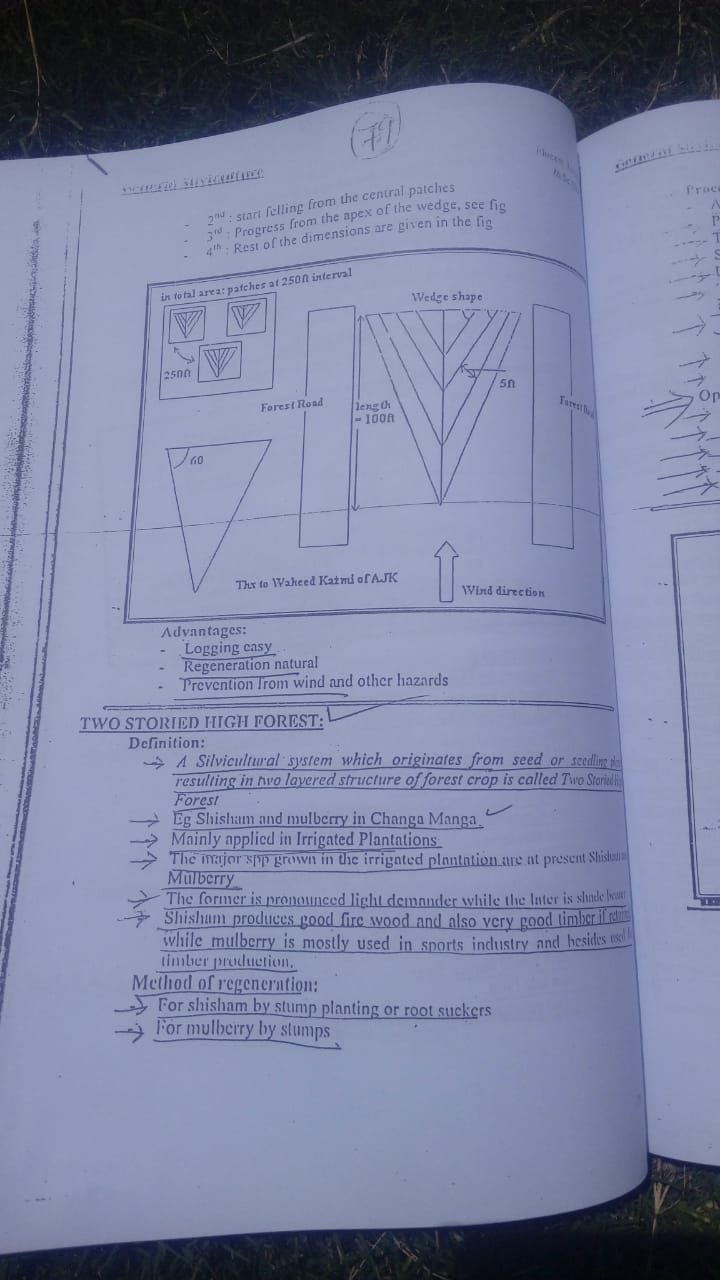 79
General Silviculture
- 2nd : start felling from the central patches
- 3rd : Progress from the apex of the wedge, see fig
- 4th : Rest of the dimensions are given in the fig
in total area: patches at 250ft interval
250ft
60
Forest Road
length
= 100ft
Wedge shape
5ft
Forest
Thx to Waheed Kazmi of AJK
Wind direction
Advantages:
- Logging easy
- Regeneration natural
- Prevention from wind and other hazards
TWO STORIED HIGH FOREST:
Definition:
A Silvicultural system which originates from seed or seedling
resulting in two layered structure of forest crop is called Two Storied
Forest
Eg Shisham and mulberry in Changa Manga
Mainly applied in Irrigated Plantations
The major spp grown in the irrigated plantation are at present Shisham
Mulberry
The former is pronounced light demander while the later is shade bearer
Shisham produces good fire wood and also very good timber if
while mulberry is mostly used in sports industry and besides used
timber production.
Method of regeneration:
For shisham by stump planting or root suckers
For mulberry by stumps
General
Op